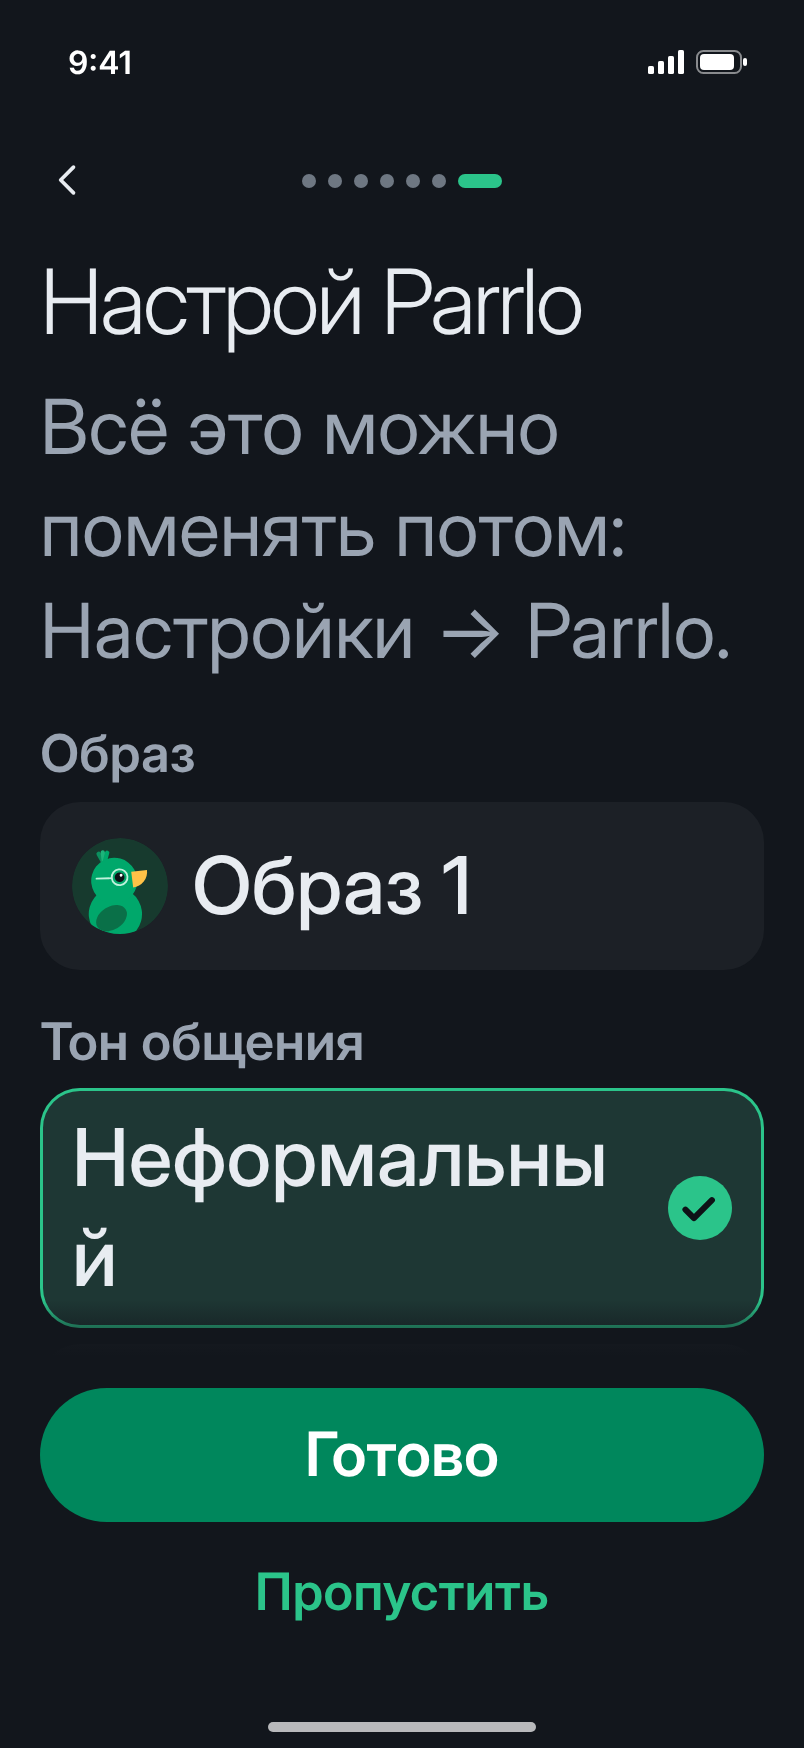 9:41
Настрой Parrlo
Всё это можно
поменять потом:
Настройки → Parrlo.
Образ
Образ 1
Тон общения
Неформальны
й
Готово
Пропустить